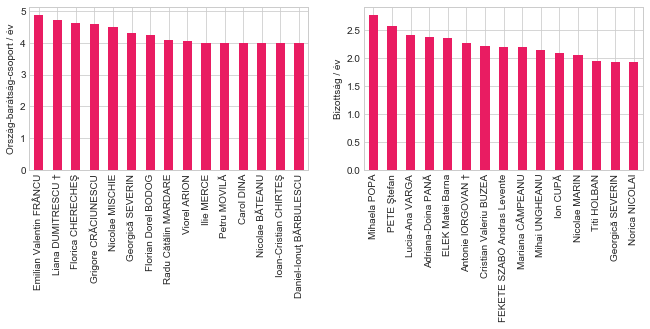 Ország-barátság-csoport / év
5
4
3
2
1
0
Emilian Valentin FRÂNCU
Liana DUMITRESCU †
Florica CHERECHEŞ
Grigore CRĂCIUNESCU
Nicolae MISCHIE
Georgică SEVERIN
Florian Dorel BODOG
Radu Cătălin MARDARE
Viorel ARION
Ilie MERCE
Petru MOVILĂ
Carol DINA
Nicolae BĂTEANU
Ioan-Cristian CHIRTEŞ
Daniel-Ionuţ BĂRBULESCU
Bizottság / év
2.5
2.0
1.5
1.0
0.5
0.0
Mihaela POPA
PETE Ştefan
Lucia-Ana VARGA
Adriana-Doina PANĂ
ELEK Matei Barna
Antonie IORGOVAN †
Cristian Valeriu BUZEA
FEKETE SZABÓ Andras Levente
Mariana CÂMPEANU
Mihai UNGHEANU
Ion CUPĂ
Nicolae MARIN
Titi HOLBAN
Georgică SEVERIN
Norica NICOLAI